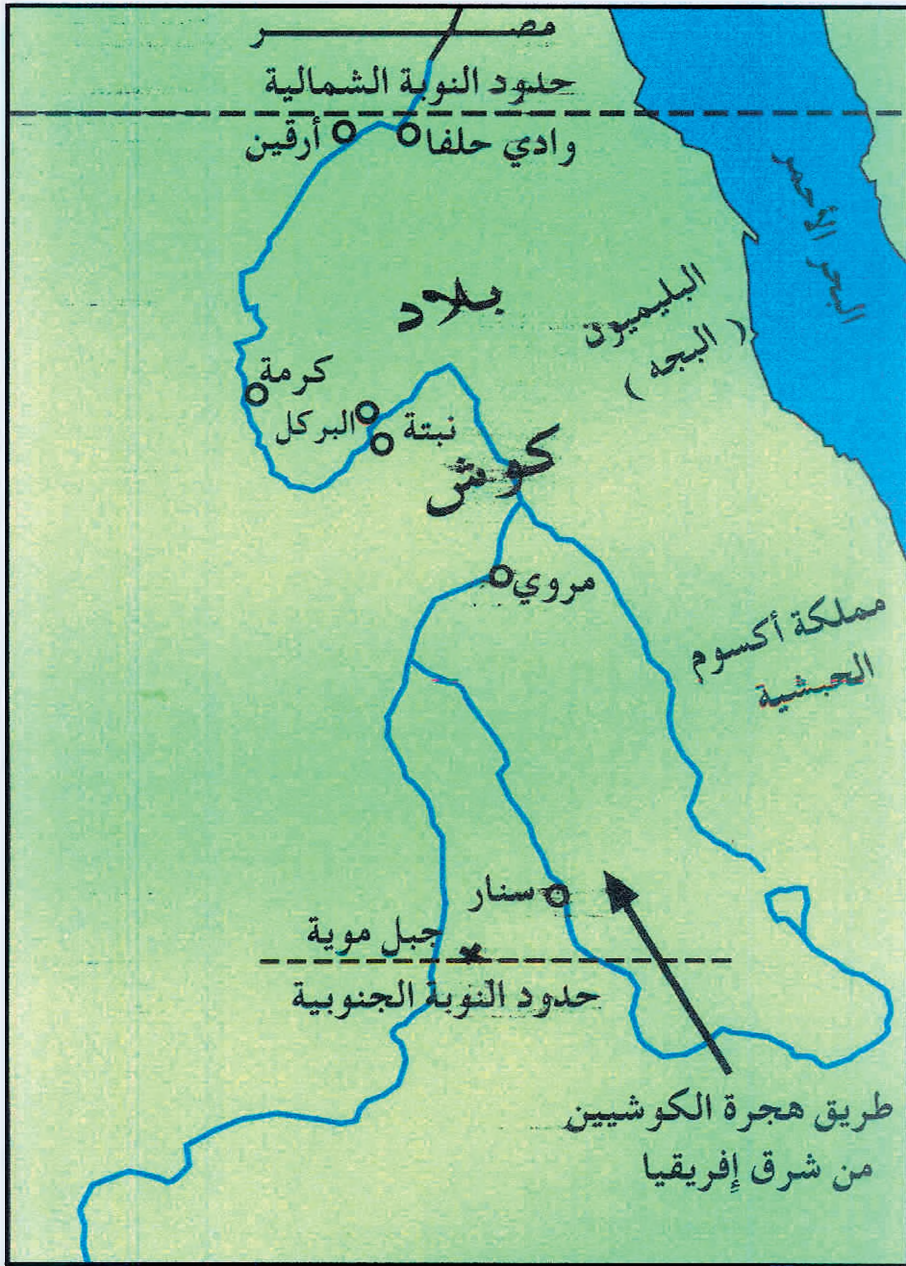 مصر
حدود النوبة الشمالية
وادي حلفا
أرقين
البحر الأحمر
بلاد
البليميون
(البجه)
كرمة
البركل
نبتة
كوش
مروي
مملكة أكسوم
الحبشية
سنار
جبل موية
حدود النوبة الجنوبية
طريق هجرة الكوشيين
من شرق إفريقيا